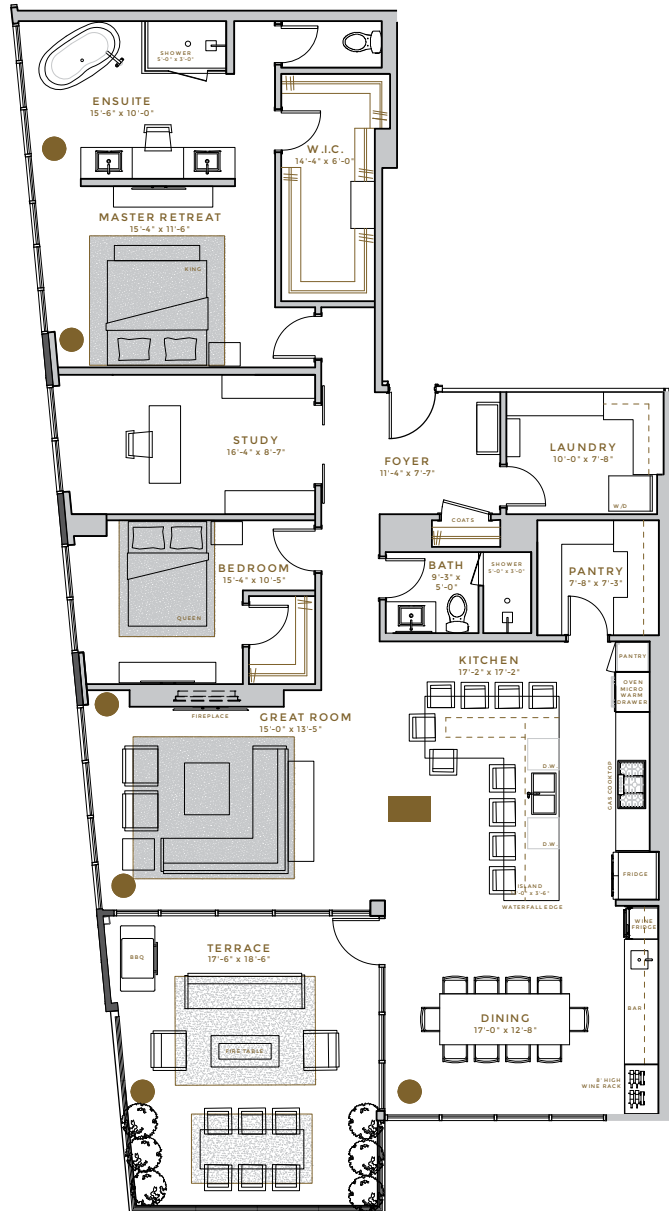 SHOWER
5'-0" x 3'-0"
ENSUITE
15'-6" x 10'-0"
W.I.C.
14'-4" x 6'-0"
MASTER RETREAT
15'-4" x 11'-6"
KING
STUDY
16'-4" x 8'-7"
FOYER
11'-4" x 7'-7"
LAUNDRY
10'-0" x 7'-8"
W/D
COATS
BEDROOM
15'-4" x 10'-5"
QUEEN
BATH
9'-3" x
5'-0"
SHOWER
5'-0" x 3'-0"
PANTRY
7'-8" x 7'-3"
KITCHEN
17'-2" x 17'-2"
PANTRY
OVEN
MICRO
WARM
DRAWER
FIREPLACE
GREAT ROOM
15'-0" x 13'-5"
D.W.
GAS COOKTOP
D.W.
FRIDGE
ISLAND
x 3'-6"
WATERFALL EDGE
WINE
FRIDGE
TERRACE
17'-6" x 18'-6"
BBQ
FIRE TABLE
DINING
17'-0" x 12'-8"
BAR
WINE RACK